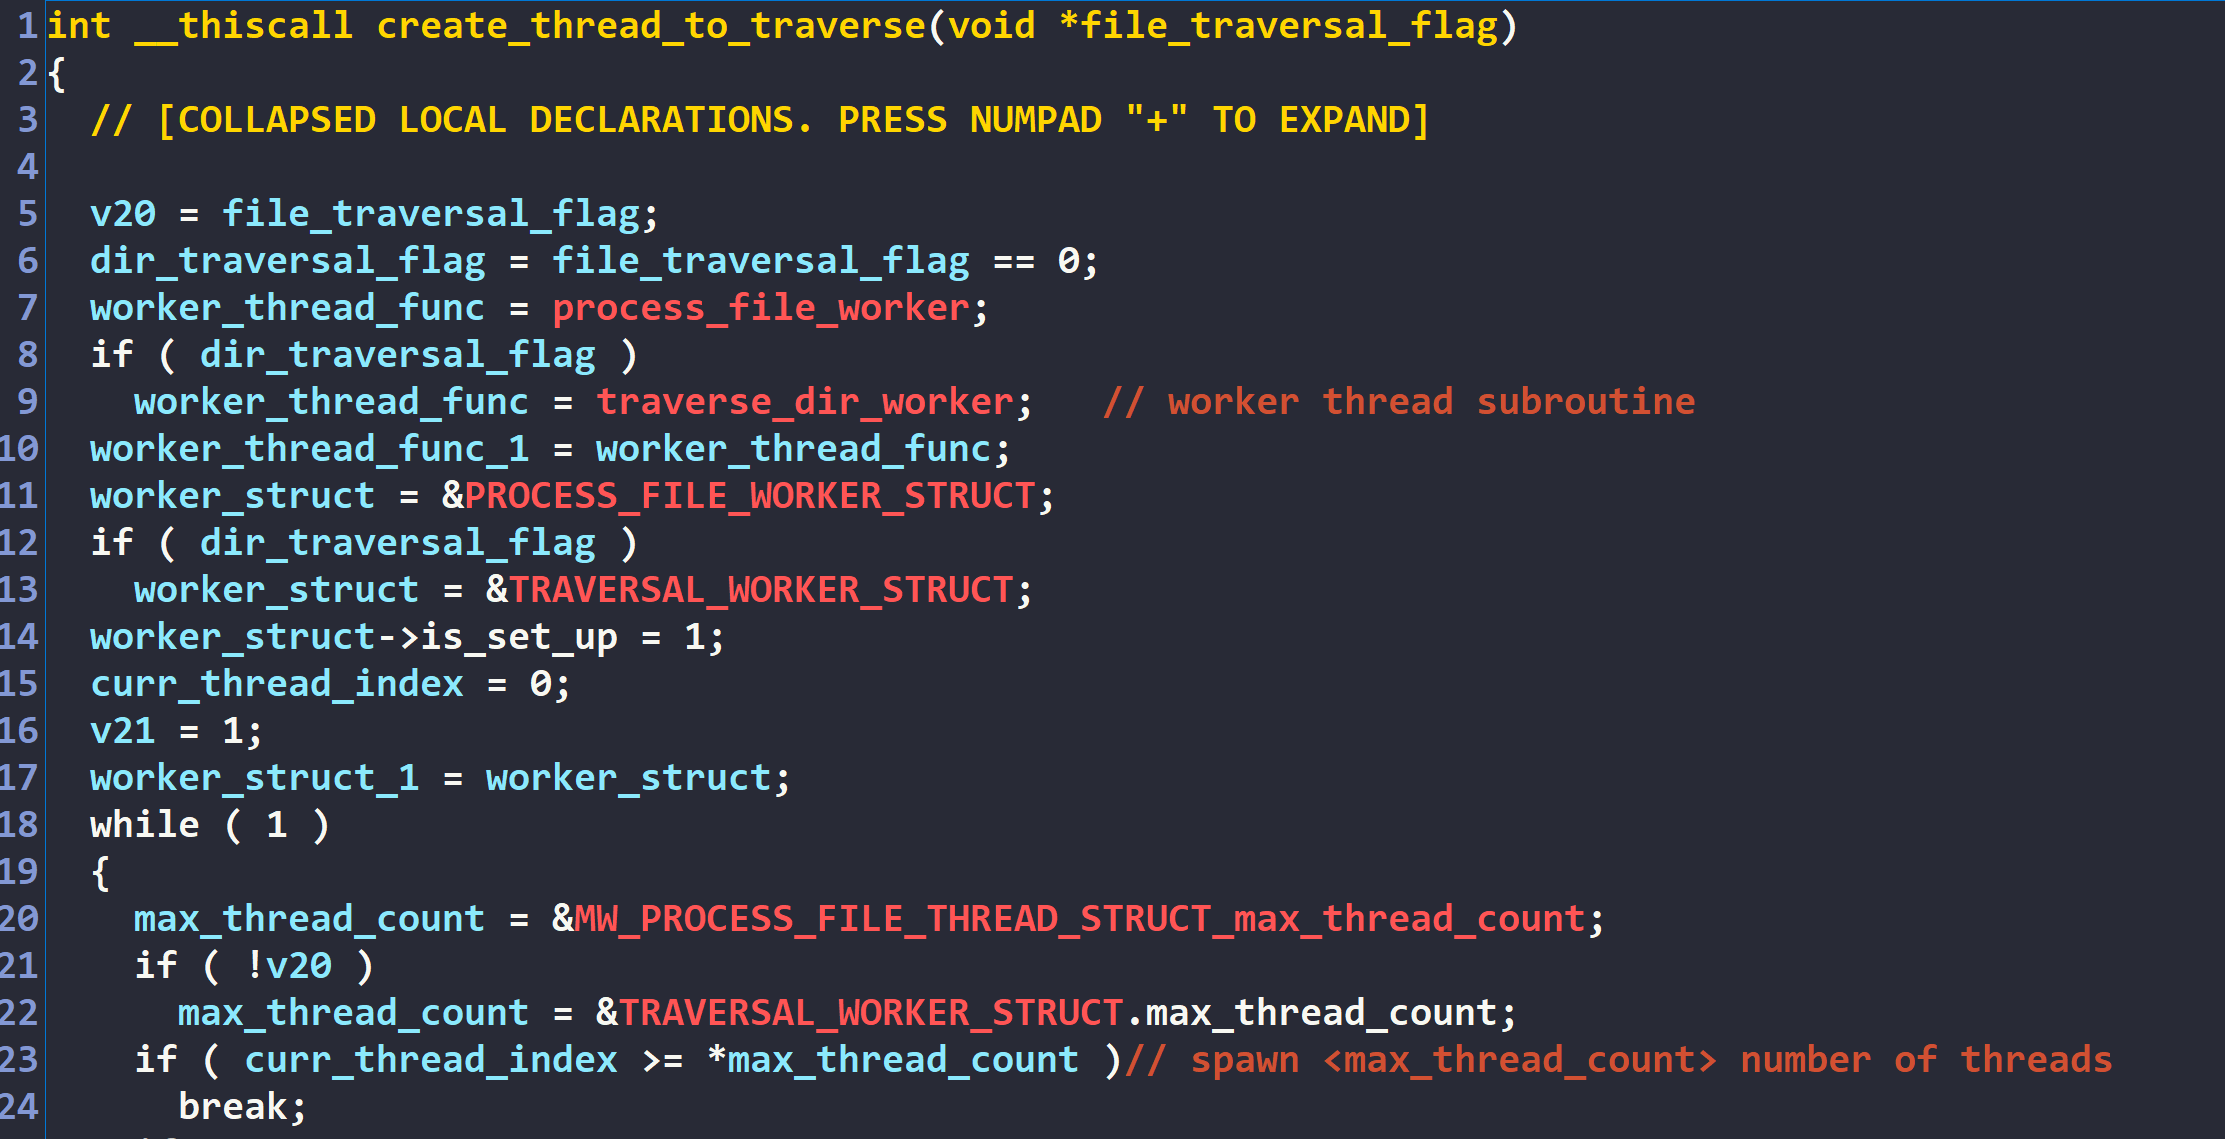 1 int __thiscall create_thread_to_traverse(void *file_traversal_flag)
2 {
3   // [COLLAPSED LOCAL DECLARATIONS. PRESS NUMPAD "+" TO EXPAND]
4
5   v20 = file_traversal_flag;
6   dir_traversal_flag = file_traversal_flag == 0;
7   worker_thread_func = process_file_worker;
8   if ( dir_traversal_flag )
9     worker_thread_func = traverse_dir_worker;   // worker thread subroutine
10   worker_thread_func_1 = worker_thread_func;
11   worker_struct = &PROCESS_FILE_WORKER_STRUCT;
12   if ( dir_traversal_flag )
13     worker_struct = &TRAVERSAL_WORKER_STRUCT;
14   worker_struct->is_set_up = 1;
15   curr_thread_index = 0;
16   v21 = 1;
17   worker_struct_1 = worker_struct;
18   while ( 1 )
19   {
20     max_thread_count = &MW_PROCESS_FILE_THREAD_STRUCT_max_thread_count;
21     if ( !v20 )
22       max_thread_count = &TRAVERSAL_WORKER_STRUCT.max_thread_count;
23     if ( curr_thread_index >= *max_thread_count )// spawn <max_thread_count> number of threads
24       break;